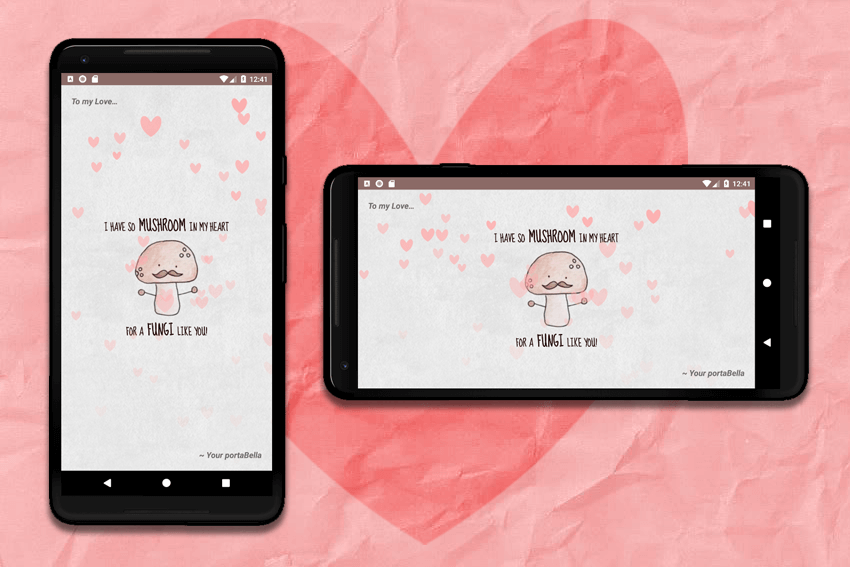 12:41
To my Love...
I HAVE SO MUSHROOM IN MY HEART
FOR A FUNGI LIKE YOU!
~ Your portaBella
12:41
To my Love...
I HAVE SO MUSHROOM IN MY HEART
FOR A FUNGI LIKE YOU!
~ Your portaBella